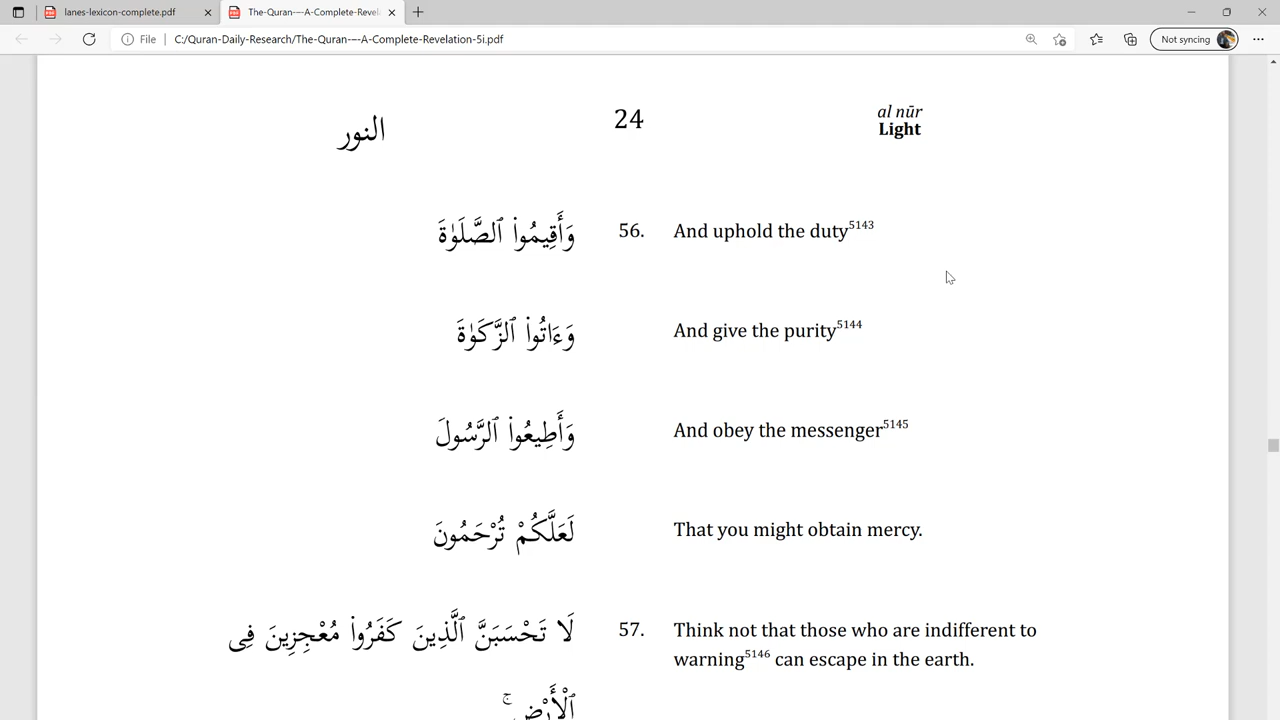 lanes-lexicon-complete.pdf
The-Quran-–-A-Complete-Revela
File
C:/Quran-Daily-Research/The-Quran-–-A-Complete-Revelation-5i.pdf
Not syncing
النور
24
al nūr
Light
وَأَقِيمُوا۟ ٱلصَّلَوٰةَ
56. And uphold the duty5143
وَءَاتُوا۟ ٱلزَّكَوٰةَ
And give the purity5144
وَأَطِيعُوا۟ ٱلرَّسُولَ
And obey the messenger5145
لَعَلَّكُمْ تُرْحَمُونَ
That you might obtain mercy.
لَا تَحْسَبَنَّ ٱلَّذِينَ كَفَرُوا۟ مُعْجِزِينَ فِى
ٱلْأَرْضِ ۚ
57. Think not that those who are indifferent to
warning5146 can escape in the earth.